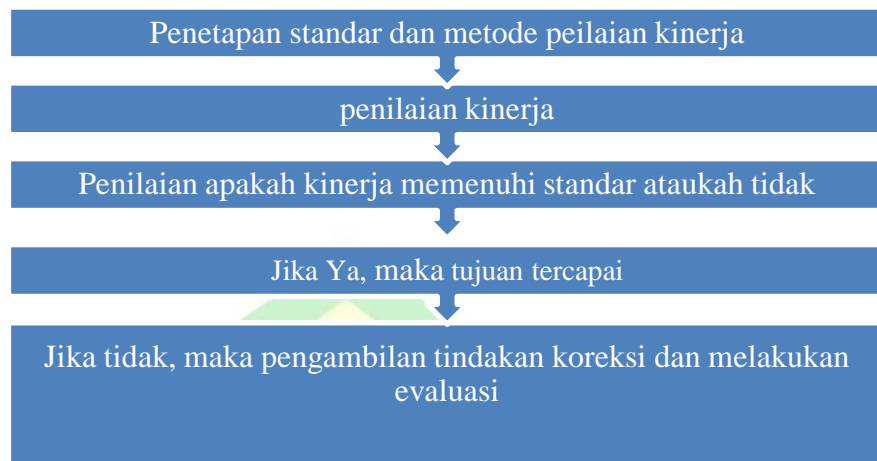 Penetapan standar dan metode peilaian kinerja
penilaian kinerja
Penilaian apakah kinerja memenuhi standar ataukah tidak
Jika Ya, maka tujuan tercapai
Jika tidak, maka pengambilan tindakan koreksi dan melakukan
evaluasi